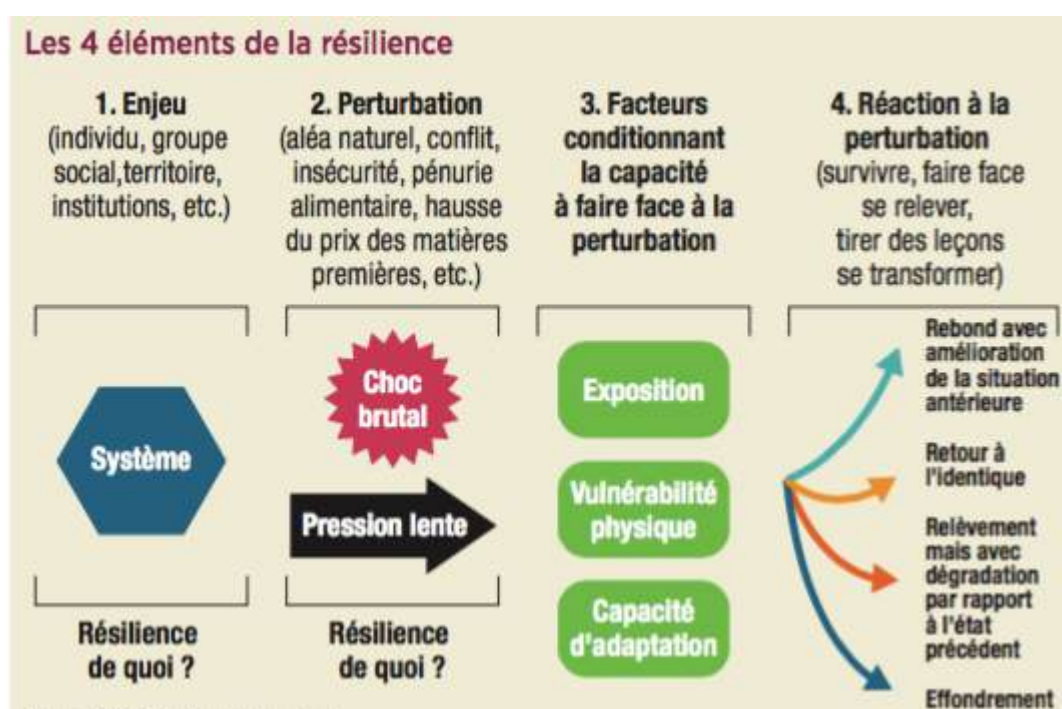 Les 4 éléments de la résilience
1. Enjeu
(individu, groupe
social,territoire,
institutions, etc.)
2. Perturbation
(aléa naturel, conflit,
insécurité, pénurie
alimentaire, hausse
du prix des matières
premières, etc.)
3. Facteurs
conditionnant
la capacité
à faire face à la
perturbation
4. Réaction à la
perturbation
(survivre, faire face
se relever,
tirer des leçons
se transformer)
Système
Résilience
de quoi ?
Choc
brutal
Pression lente
Résilience
de quoi ?
Exposition
Vulnérabilité
physique
Capacité
d'adaptation
Rebond avec
amélioration
de la situation
antérieure
Retour à
l'identique
Relèvement
mais avec
dégradation
par rapport
à l'état
précédent
Effondrement